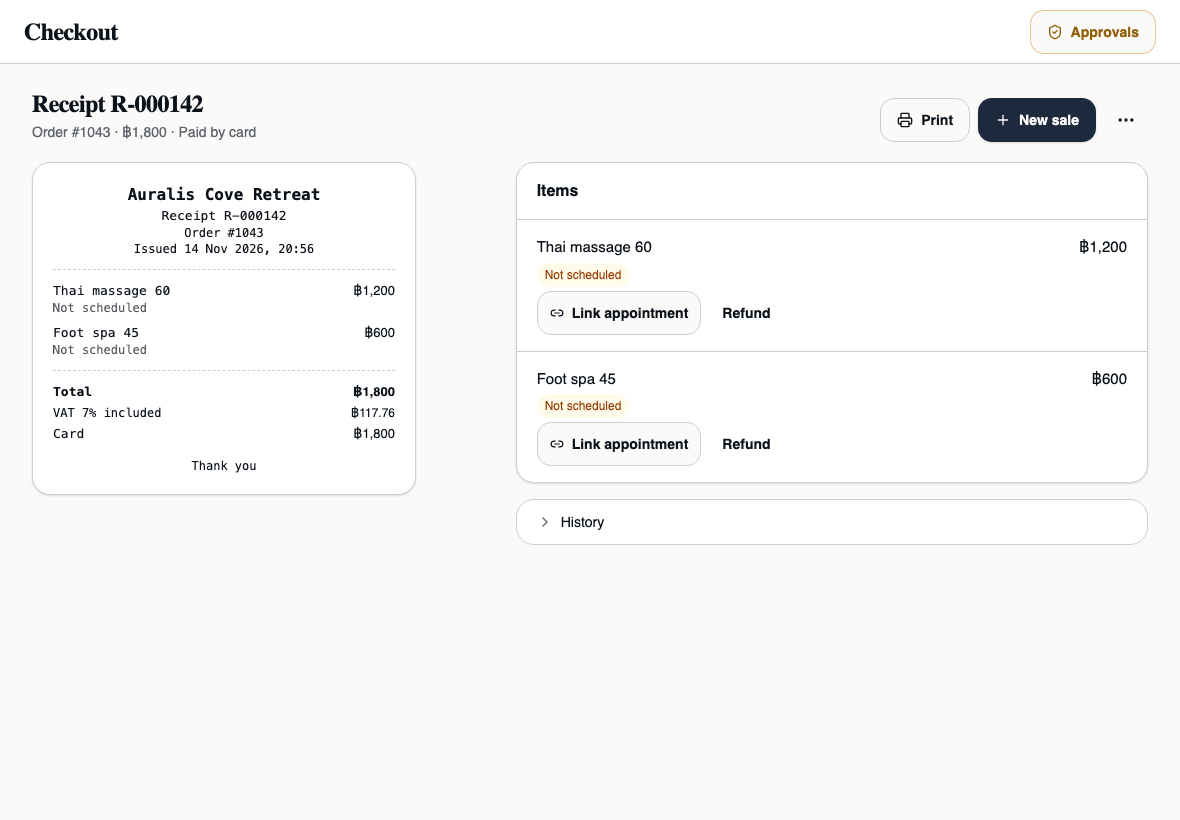 Checkout
Approvals
Receipt R-000142
Order #1043 · ฿1,800 · Paid by card
Print
New sale
Auralis Cove Retreat
Receipt R-000142
Order #1043
Issued 14 Nov 2026, 20:56
Thai massage 60 ฿1,200
Not scheduled
Foot spa 45 ฿600
Not scheduled
Total ฿1,800
VAT 7% included ฿117.76
Card ฿1,800
Thank you
Items
Thai massage 60 ฿1,200
Not scheduled
Link appointment Refund
Foot spa 45 ฿600
Not scheduled
Link appointment Refund
History